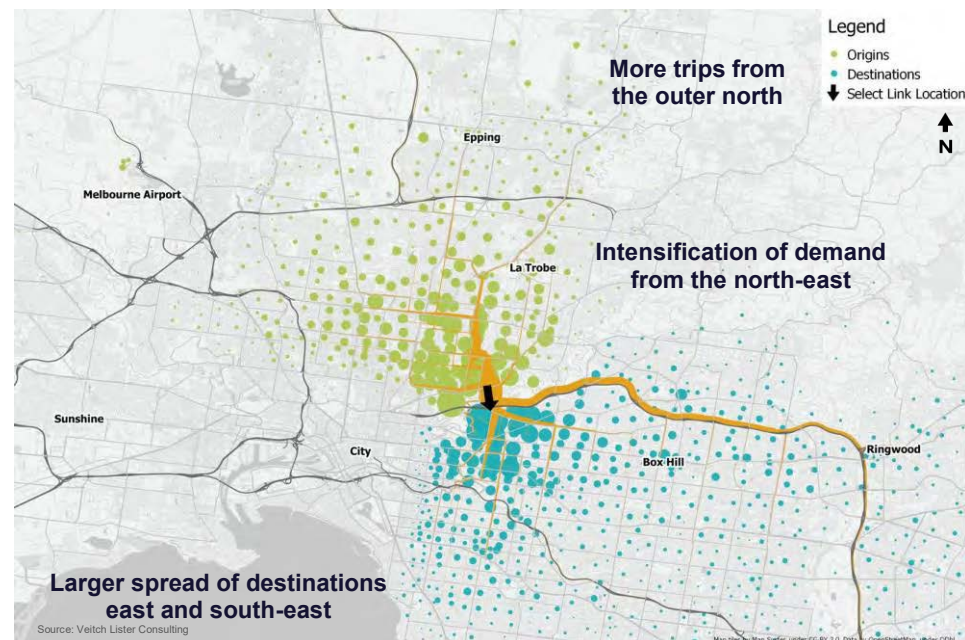 Legend
Origins
Destinations
Select Link Location
N
More trips from
the outer north
Epping
Melbourne Airport
Intensification of demand
from the north-east
La Trobe
Sunshine
City
Box Hill
Ringwood
Larger spread of destinations
east and south-east
Source: Veitch Lister Consulting